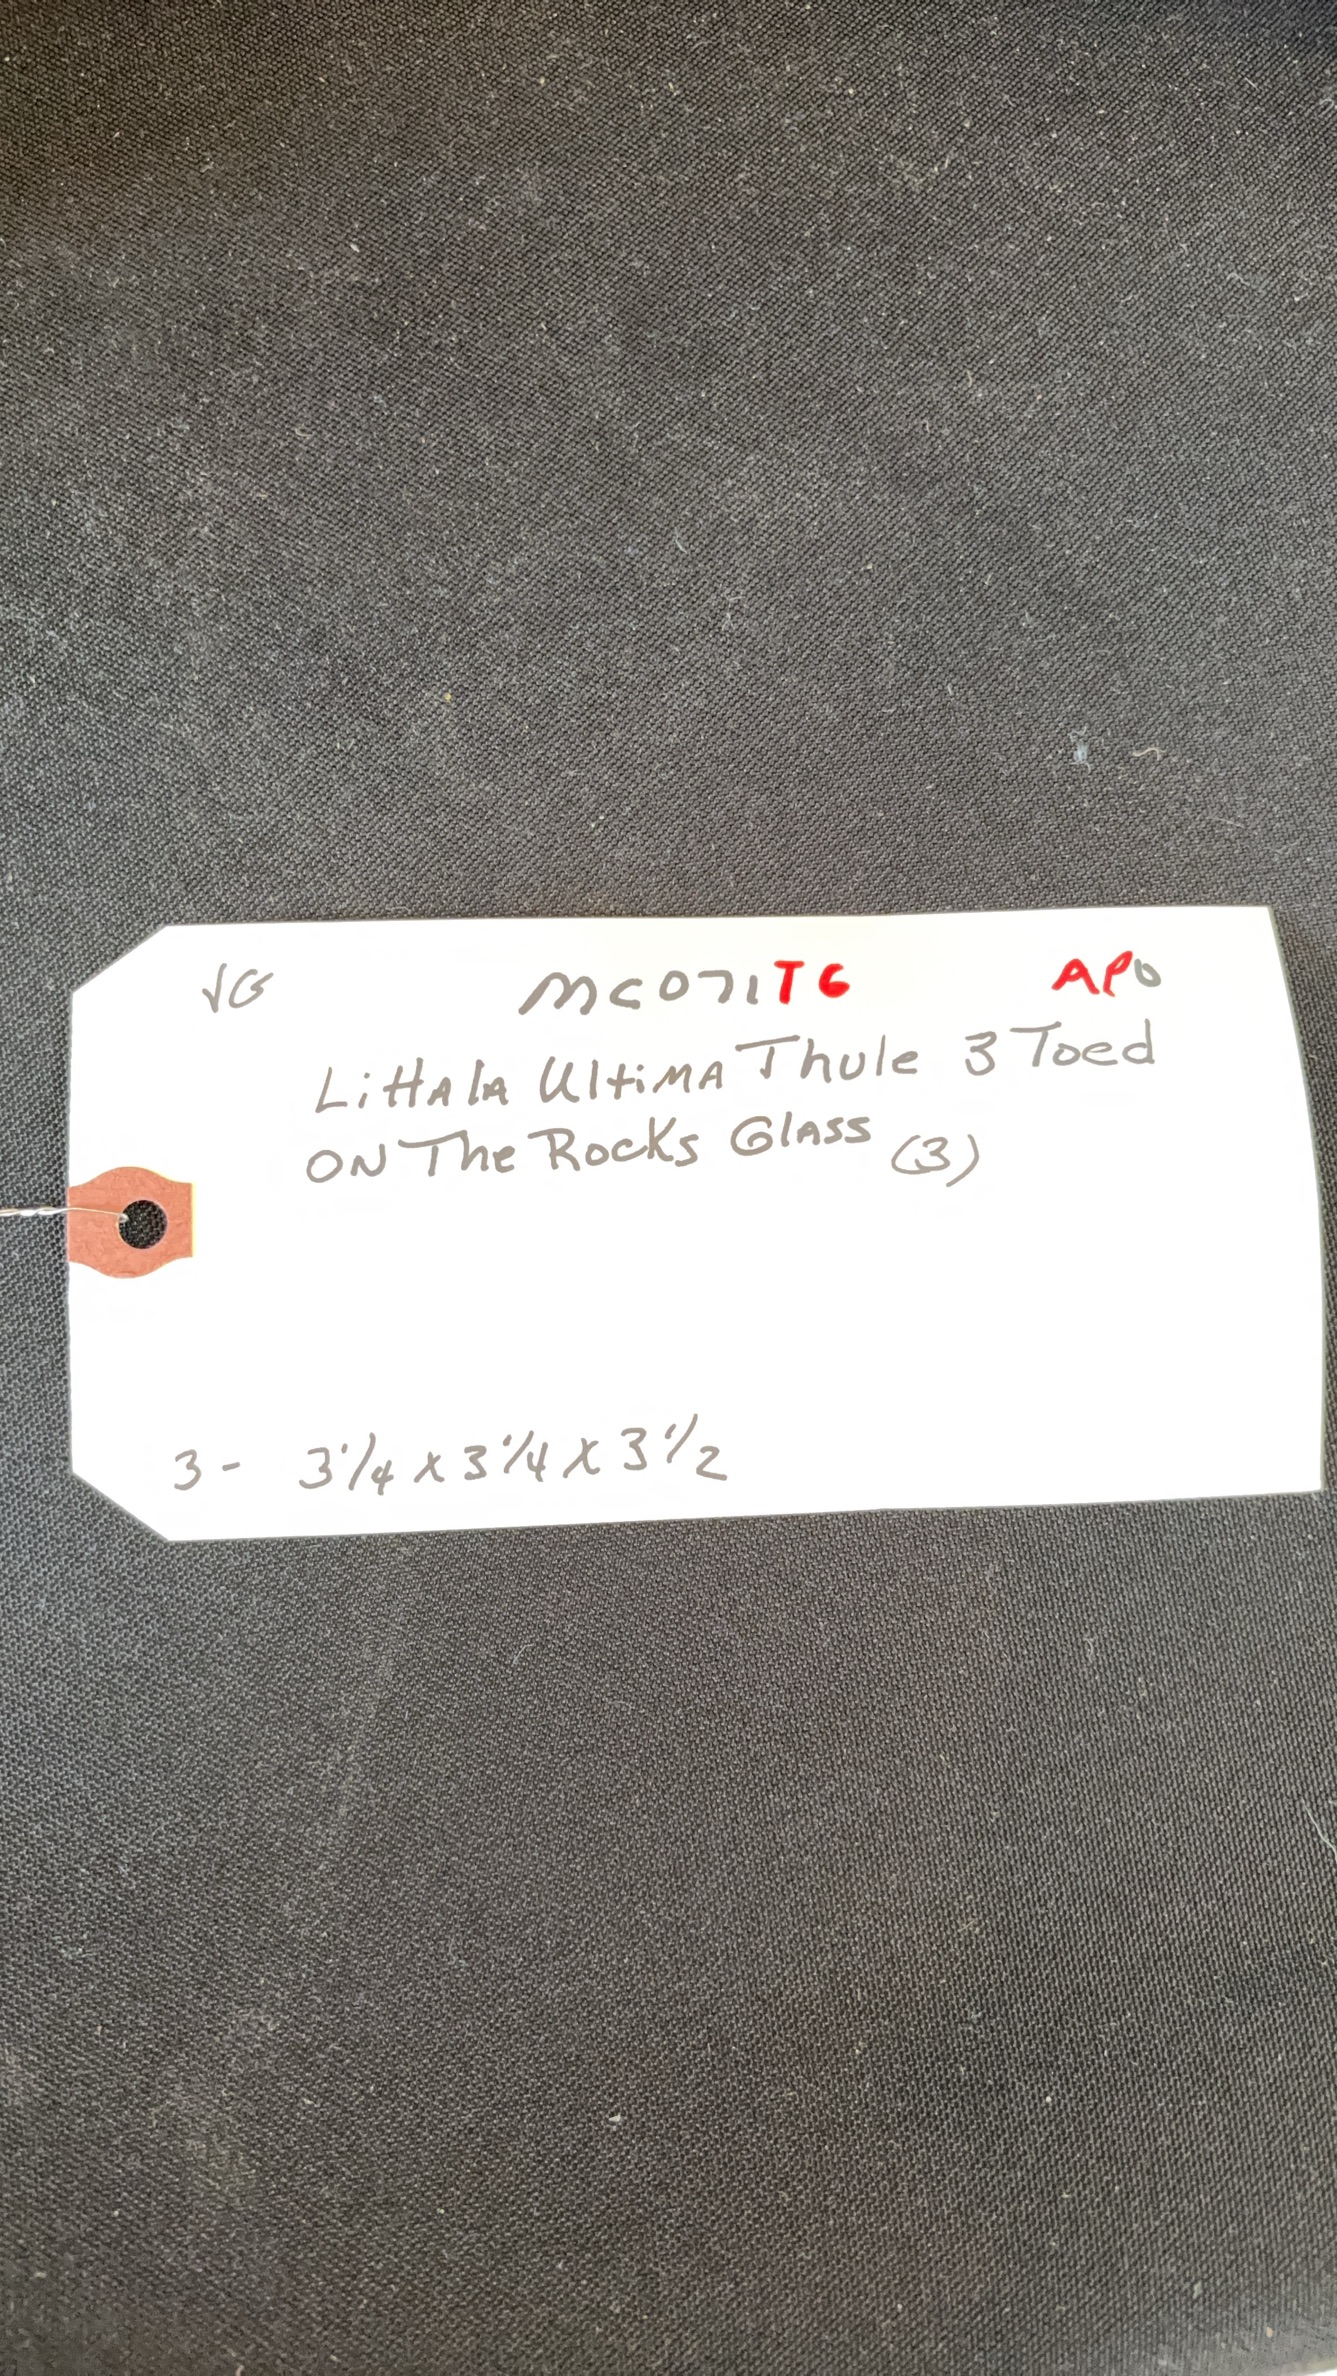 VG MC071TG APO
Littala Ultima Thule 3 Toed
ON The Rocks Glass (3)
3- 3 1/4 x 3 1/4 x 3 1/2